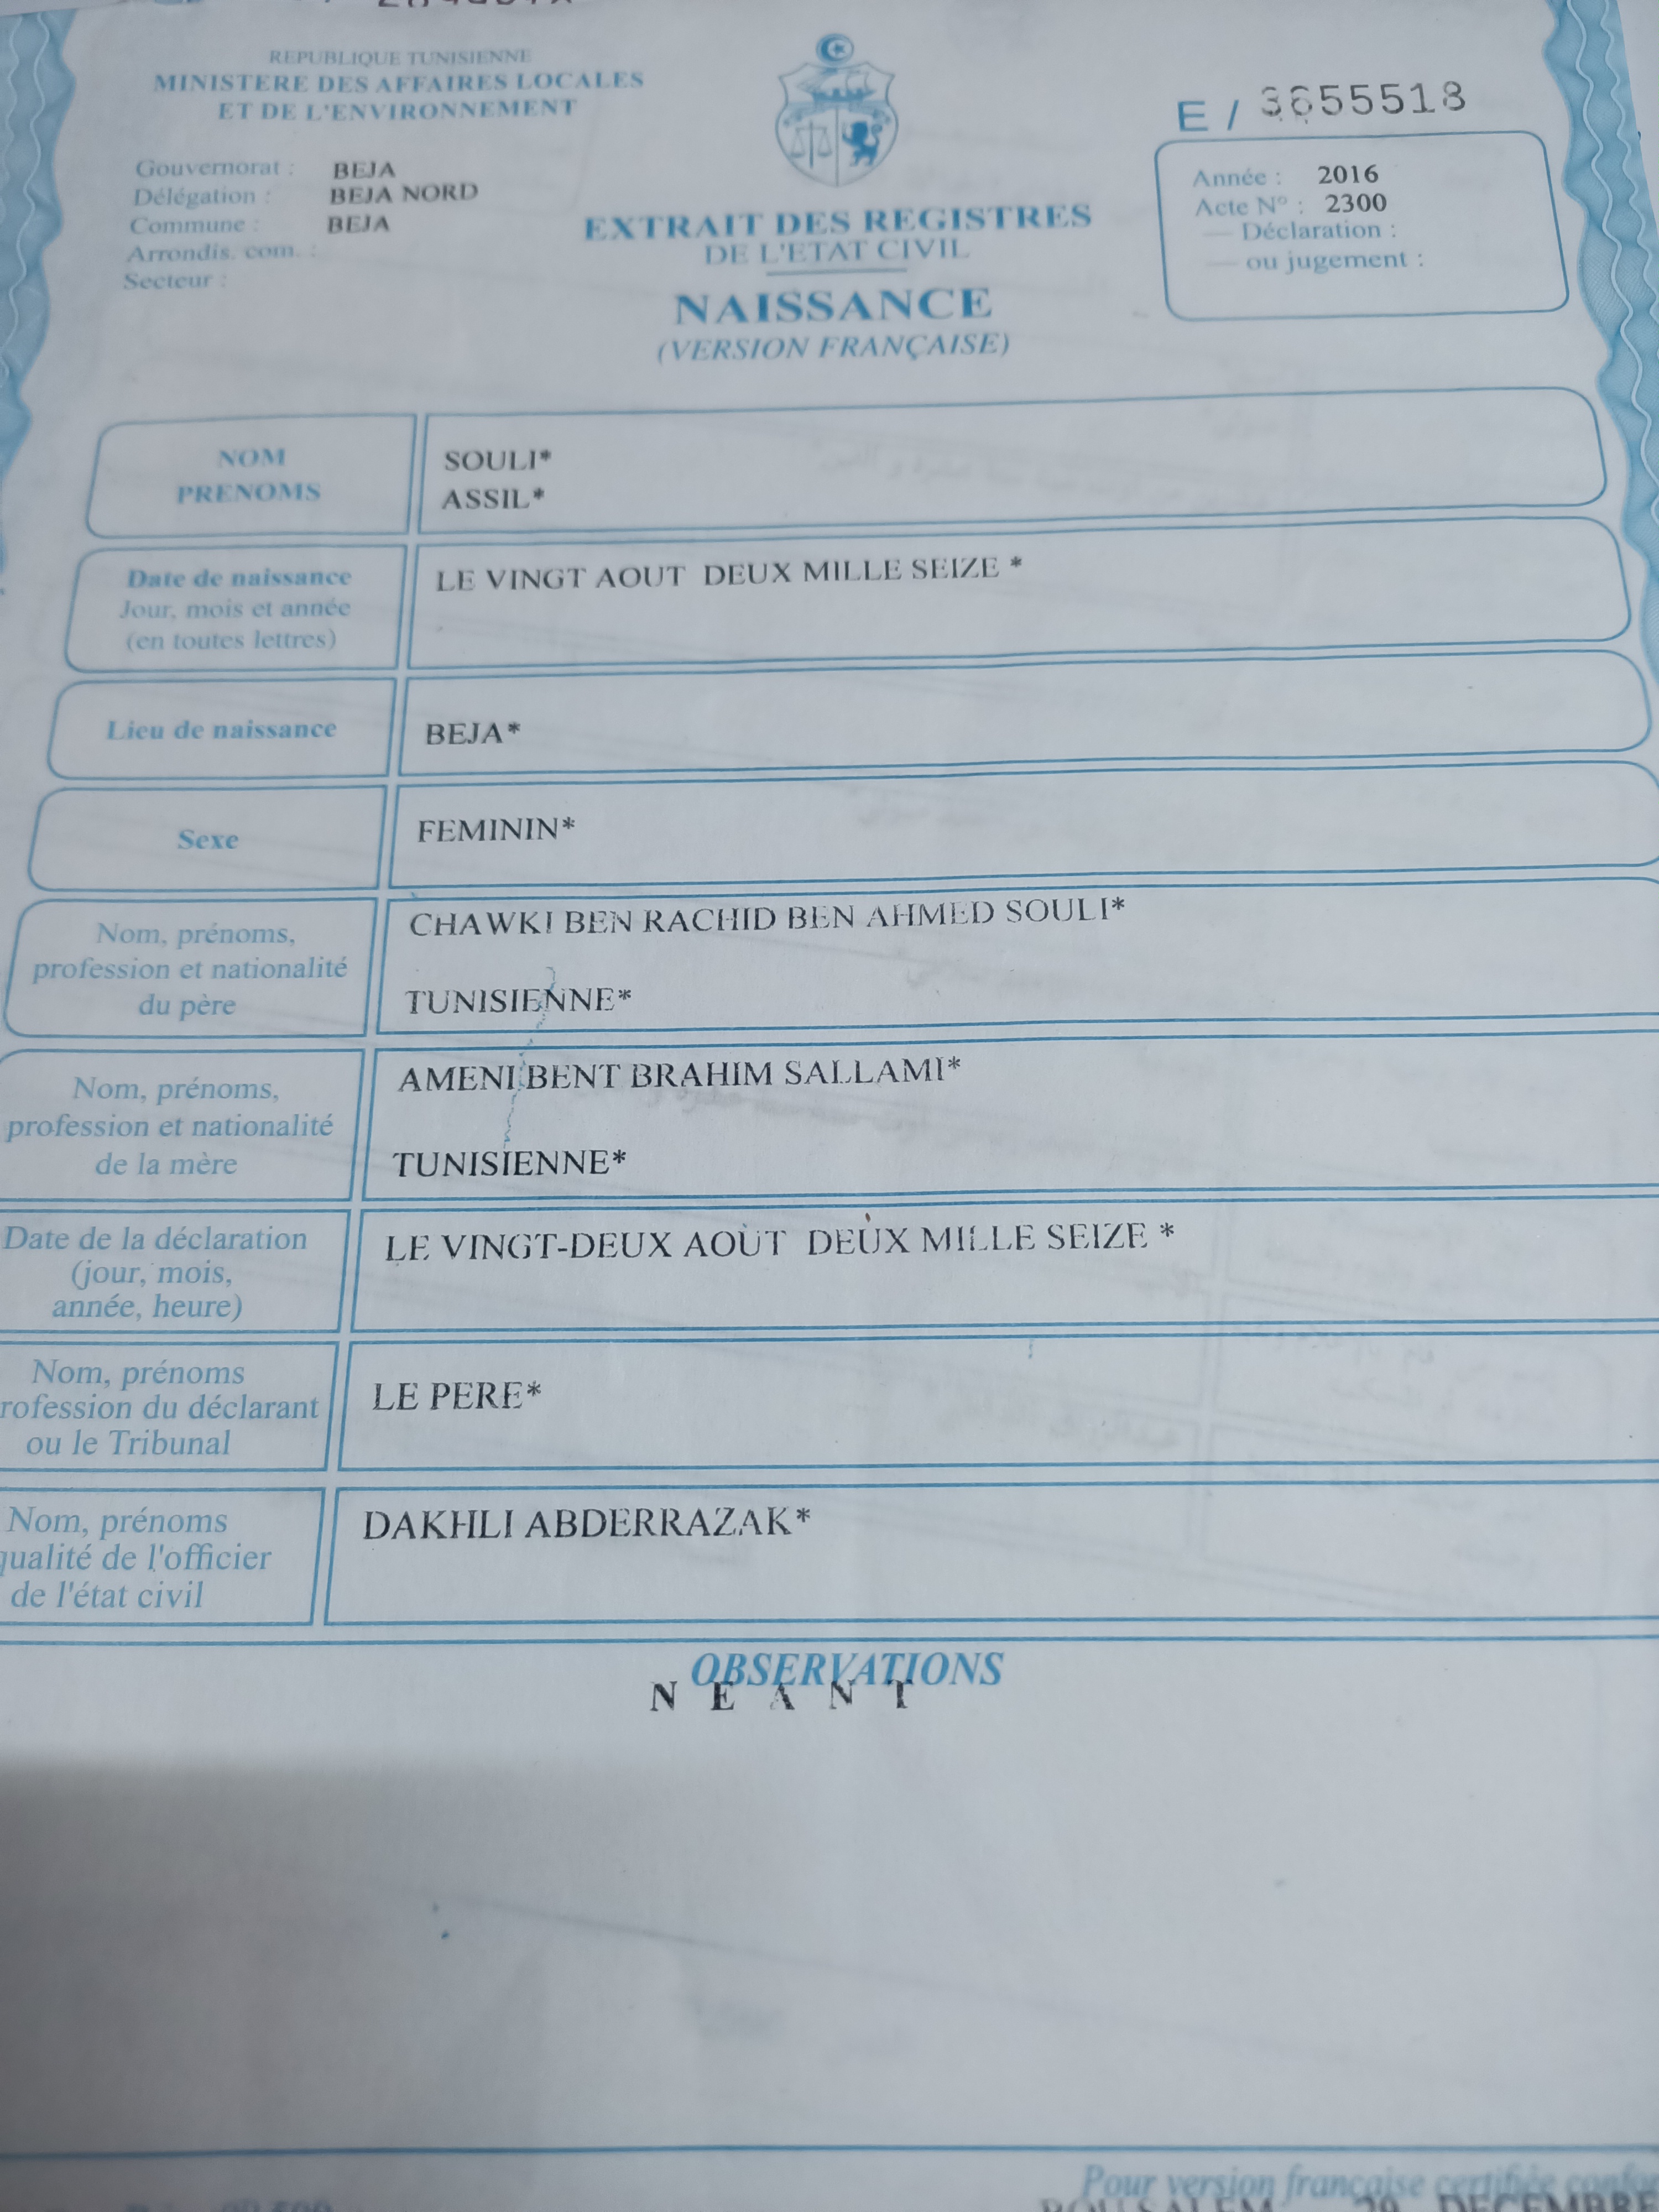 REPUBLIQUE TUNISIENNE
MINISTERE DES AFFAIRES LOCALES
ET DE L'ENVIRONNEMENT
Gouvernorat : BEJA
Délégation : BEJA NORD
Commune : BEJA
Arrondis. com. :
Secteur :
EXTRAIT DES REGISTRES
DE L'ETAT CIVIL
NAISSANCE
(VERSION FRANÇAISE)
E / 3655518
Année : 2016
Acte N° : 2300
— Déclaration :
— ou jugement :
NOM SOULI*
PRENOMS ASSIL*
Date de naissance
Jour, mois et année
(en toutes lettres)
LE VINGT AOUT DEUX MILLE SEIZE *
Lieu de naissance
BEJA*
Sexe
FEMININ*
Nom, prénoms,
profession et nationalité
du père
CHAWKI BEN RACHID BEN AHMED SOULI*
TUNISIENNE*
Nom, prénoms,
profession et nationalité
de la mère
AMENI BENT BRAHIM SALLAMI*
TUNISIENNE*
Date de la déclaration
(jour, mois,
année, heure)
LE VINGT-DEUX AOÙT DEUX MILLE SEIZE *
Nom, prénoms
rofession du déclarant
ou le Tribunal
LE PERE*
Nom, prénoms
qualité de l'officier
de l'état civil
DAKHLI ABDERRAZAK*
OBSERVATIONS
N E A N T
Pour version française certifiée
29 DECEMBRE